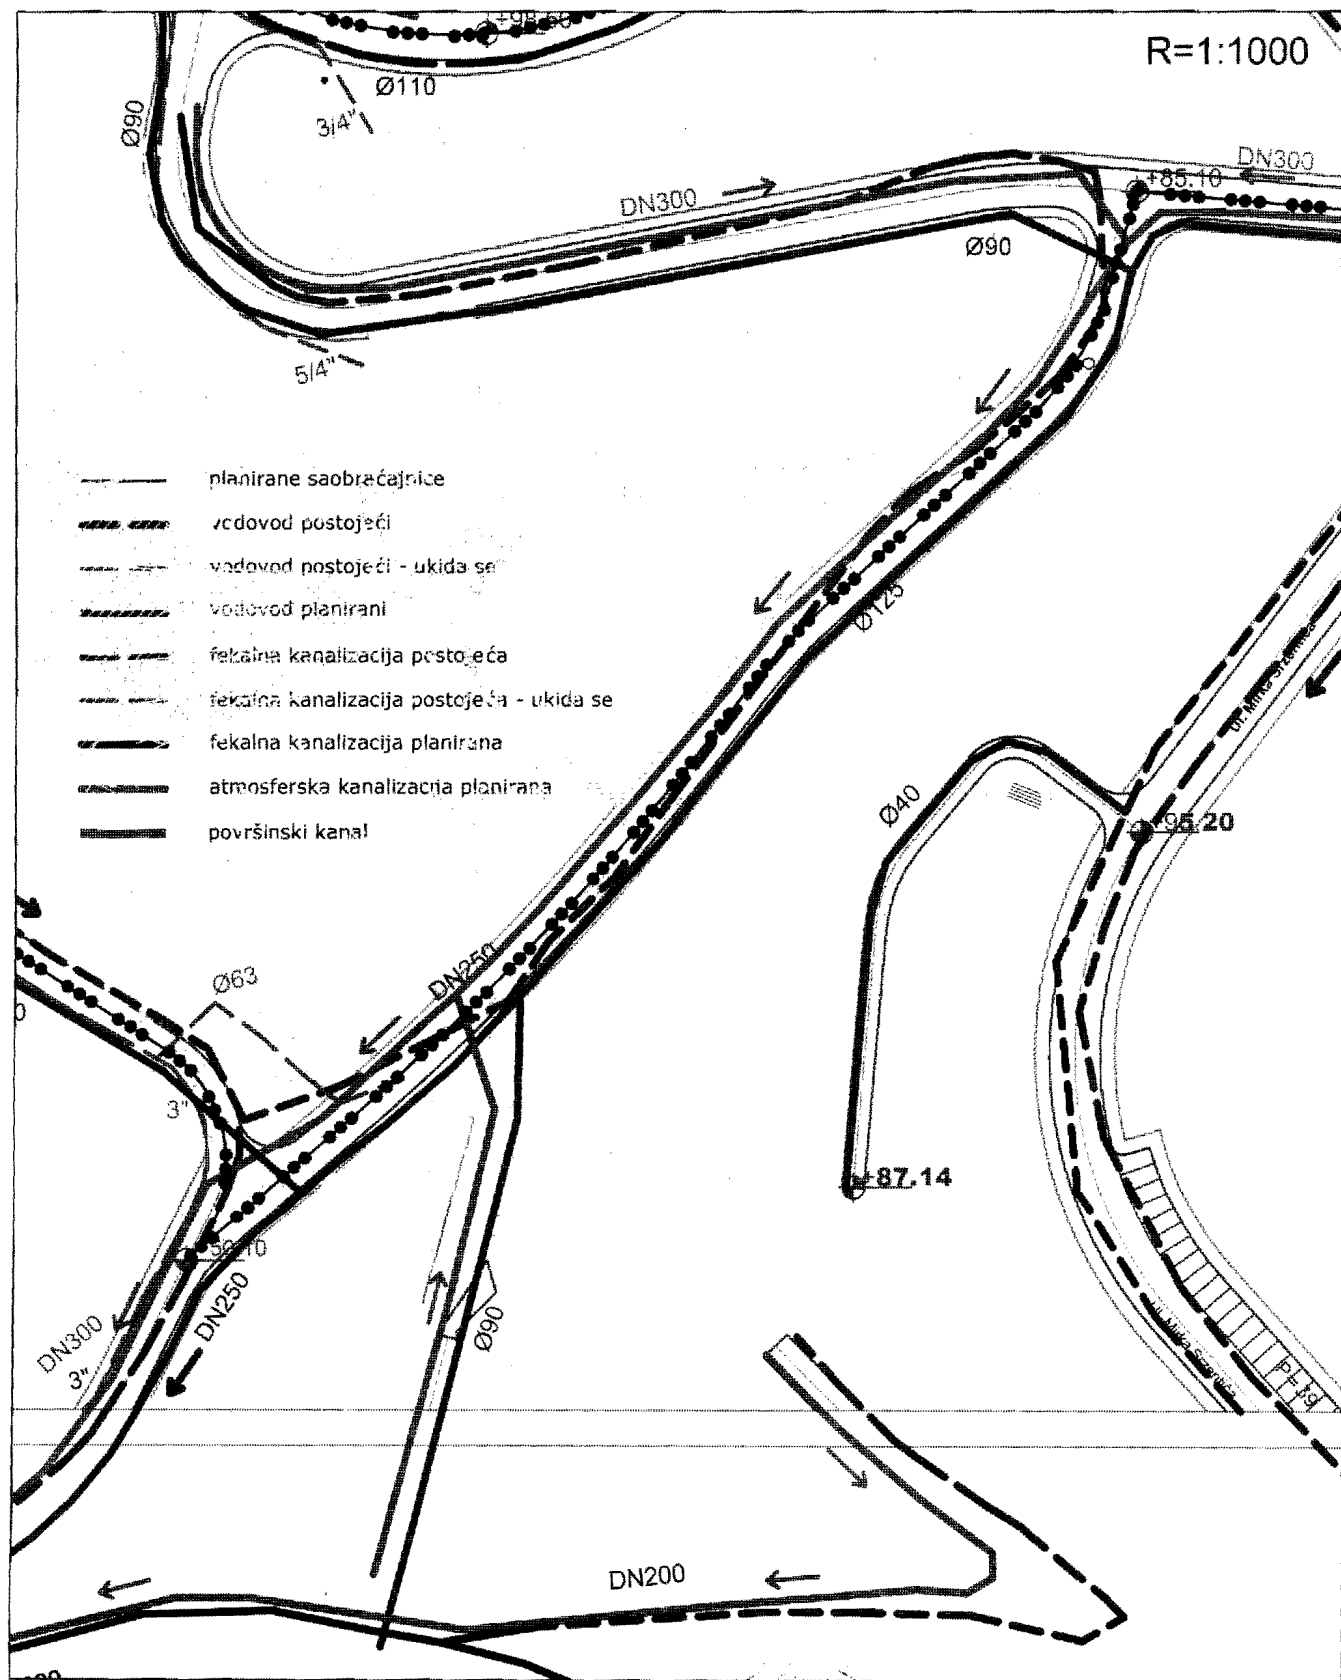 R=1:1000
Ø110
3/4"
Ø90
DN300
DN300
+85.10
Ø90
5/4"
planirane saobraćajnice
vodovod postojeći
vodovod postojeći - ukida se
vodovod planirani
fekalna kanalizacija postojeća
fekalna kanalizacija postojeća - ukida se
fekalna kanalizacija planirana
atmosferska kanalizacija planirana
površinski kanal
Ø125
Ø40
+95.20
DN250
Ø63
3"
+87.14
DN250
DN300
3"
Ø90
DN200